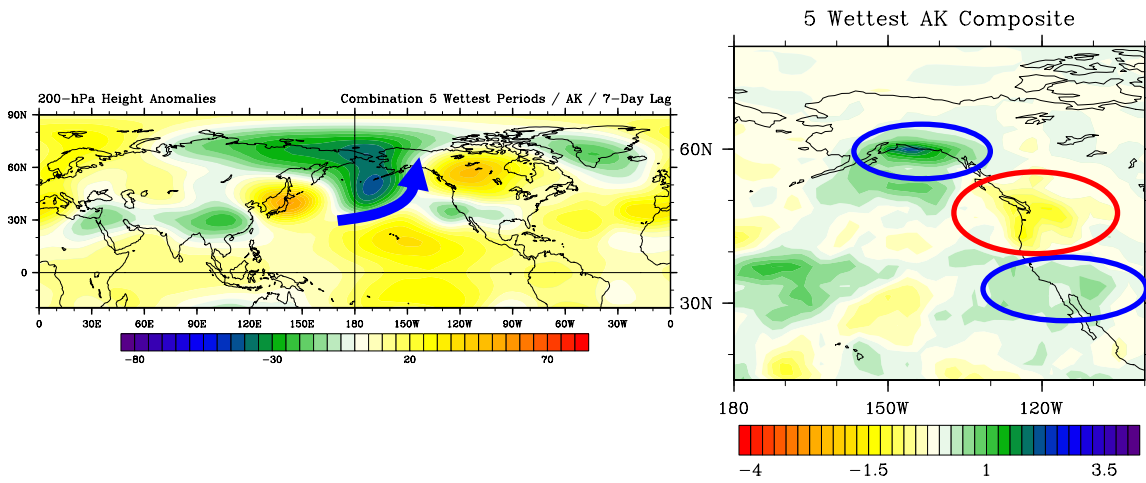 5 Wettest AK Composite
200-hPa Height Anomalies
Combination 5 Wettest Periods / AK / 7-Day Lag
90N
60N
30N
0
0 30E 60E 90E 120E 150E 180 150W 120W 90W 60W 30W 0
-80 -30 20 70
60N
30N
180 150W 120W
-4 -1.5 1 3.5